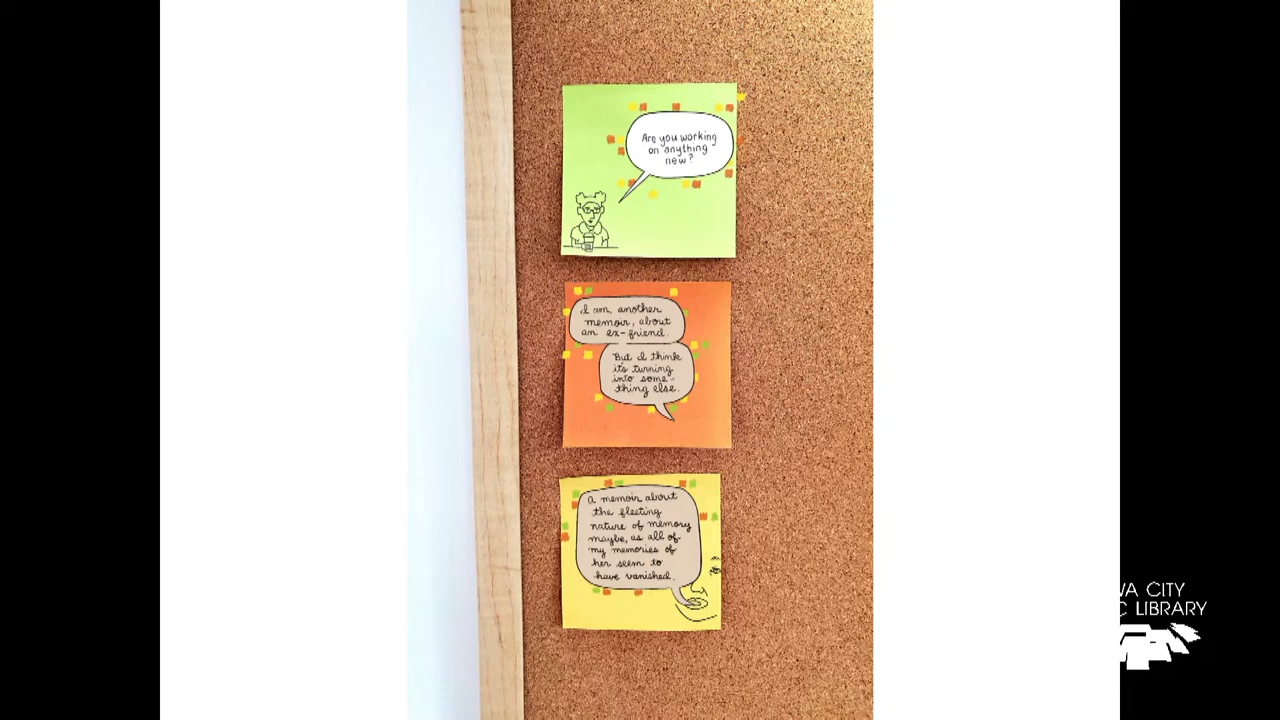 Are you working
on anything
new?
I am, another
memoir, about
an ex-friend.
But I think
it's turning
into some-
thing else.
A memoir about
the fleeting
nature of memory
maybe, as all of
my memories of
her seem to
have vanished.
WA CITY
C LIBRARY